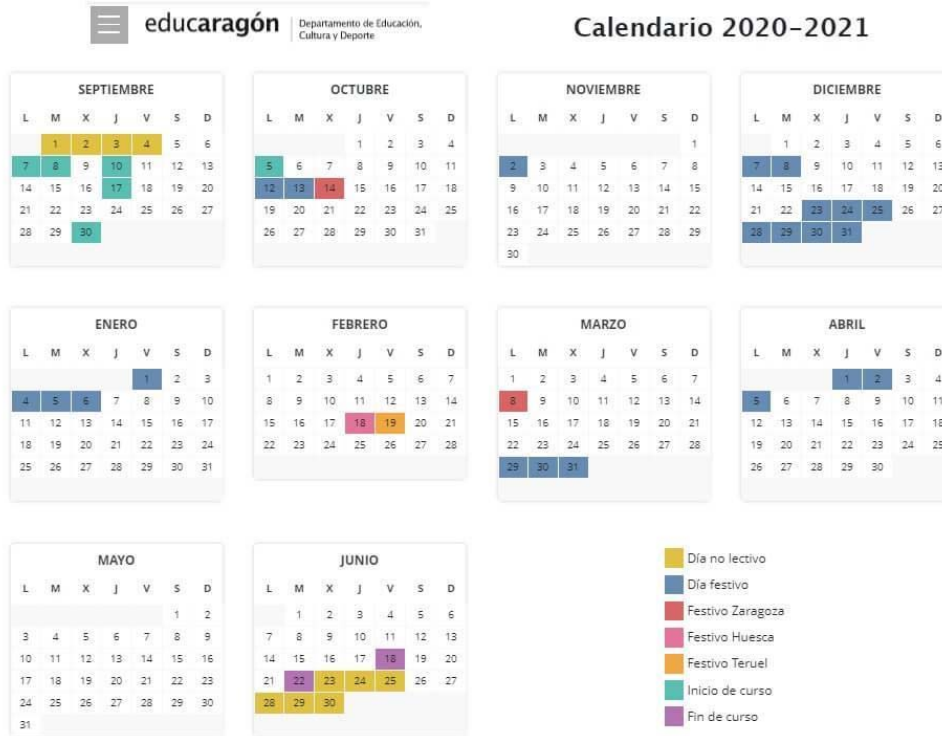 educaragón
Departamento de Educación,
Cultura y Deporte
Calendario 2020-2021
SEPTIEMBRE
L M X J V S D
1 2 3 4 5 6
7 8 9 10 11 12 13
14 15 16 17 18 19 20
21 22 23 24 25 26 27
28 29 30
OCTUBRE
L M X J V S D
1 2 3 4
5 6 7 8 9 10 11
12 13 14 15 16 17 18
19 20 21 22 23 24 25
26 27 28 29 30 31
NOVIEMBRE
L M X J V S D
1
2 3 4 5 6 7 8
9 10 11 12 13 14 15
16 17 18 19 20 21 22
23 24 25 26 27 28 29
30
DICIEMBRE
L M X J V S D
1 2 3 4 5 6
7 8 9 10 11 12 13
14 15 16 17 18 19 20
21 22 23 24 25 26 27
28 29 30 31
ENERO
L M X J V S D
1 2 3
4 5 6 7 8 9 10
11 12 13 14 15 16 17
18 19 20 21 22 23 24
25 26 27 28 29 30 31
FEBRERO
L M X J V S D
1 2 3 4 5 6 7
8 9 10 11 12 13 14
15 16 17 18 19 20 21
22 23 24 25 26 27 28
MARZO
L M X J V S D
1 2 3 4 5 6 7
8 9 10 11 12 13 14
15 16 17 18 19 20 21
22 23 24 25 26 27 28
29 30 31
ABRIL
L M X J V S D
1 2 3 4
5 6 7 8 9 10 11
12 13 14 15 16 17 18
19 20 21 22 23 24 25
26 27 28 29 30
MAYO
L M X J V S D
1 2
3 4 5 6 7 8 9
10 11 12 13 14 15 16
17 18 19 20 21 22 23
24 25 26 27 28 29 30
31
JUNIO
L M X J V S D
1 2 3 4 5 6
7 8 9 10 11 12 13
14 15 16 17 18 19 20
21 22 23 24 25 26 27
28 29 30
Día no lectivo
Día festivo
Festivo Zaragoza
Festivo Huesca
Festivo Teruel
Inicio de curso
Fin de curso